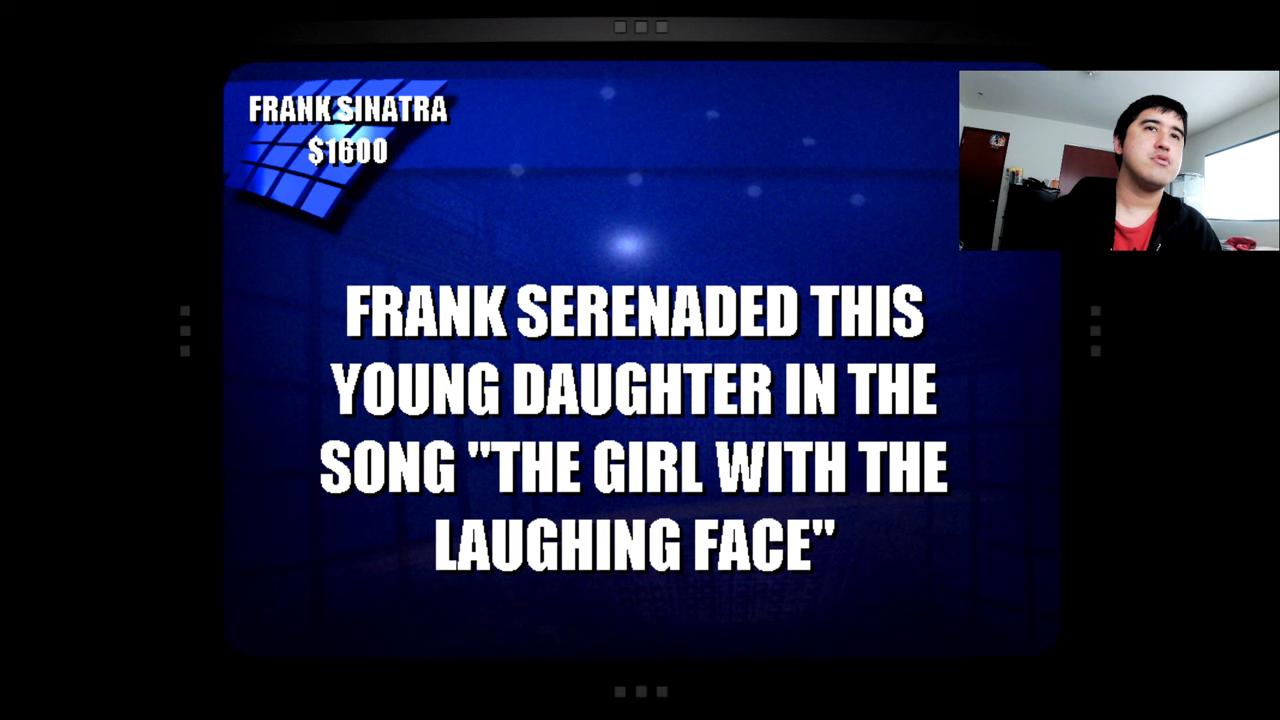 FRANK SINATRA
$1600
FRANK SERENADED THIS
YOUNG DAUGHTER IN THE
SONG "THE GIRL WITH THE
LAUGHING FACE"